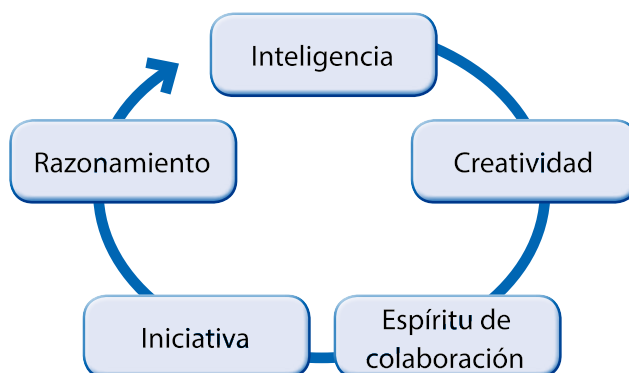 Inteligencia
Creatividad
Espíritu de
colaboración
Iniciativa
Razonamiento